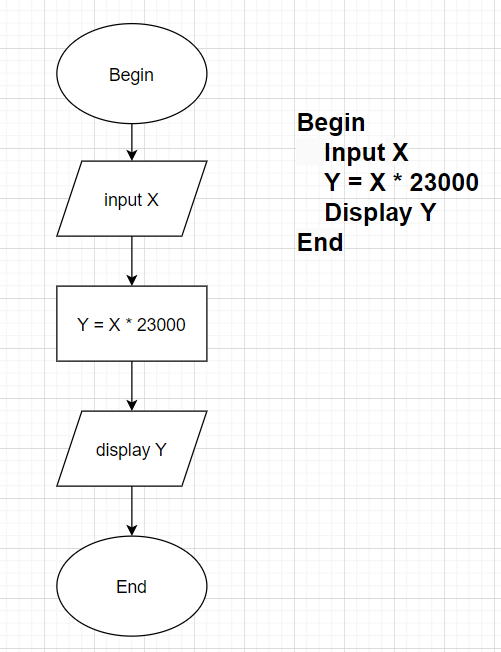 Begin
input X
Y = X * 23000
display Y
End
Begin
Input X
Y = X * 23000
Display Y
End